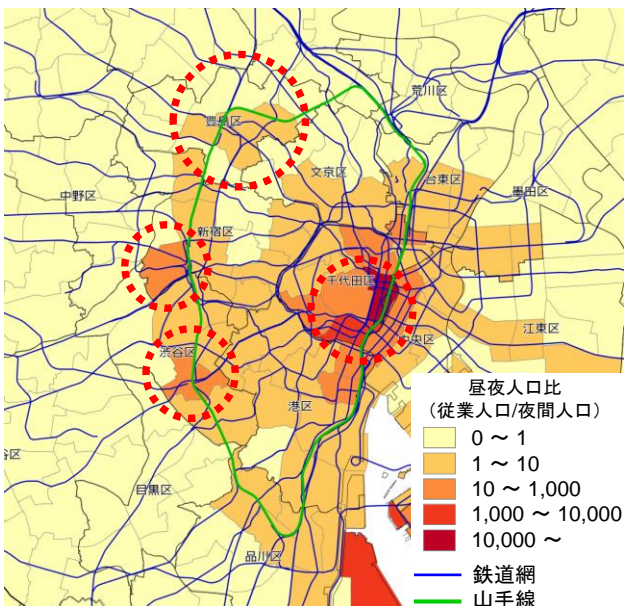 荒川区
豊島区
文京区
台東区
墨田区
中野区
新宿区
千代田区
江東区
中央区
渋谷区
港区
谷区
目黒区
品川区
昼夜人口比
(従業人口/夜間人口)
0 ~ 1
1 ~ 10
10 ~ 1,000
1,000 ~ 10,000
10,000 ~
鉄道網
山手線